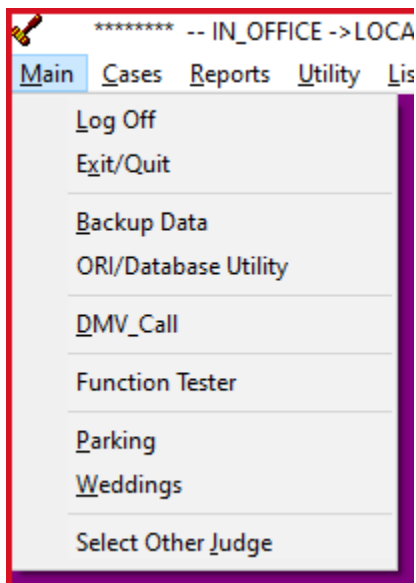 ******** -- IN_OFFICE ->LOCA
Main Cases Reports Utility Lis
Log Off
Exit/Quit
Backup Data
ORI/Database Utility
DMV_Call
Function Tester
Parking
Weddings
Select Other Judge